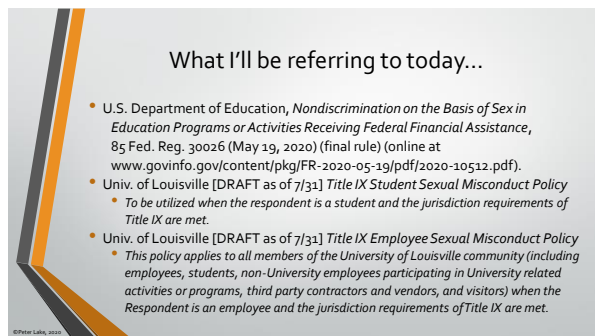 What I'll be referring to today...
• U.S. Department of Education, Nondiscrimination on the Basis of Sex in
Education Programs or Activities Receiving Federal Financial Assistance,
85 Fed. Reg. 30026 (May 19, 2020) (final rule) (online at
www.govinfo.gov/content/pkg/FR-2020-05-19/pdf/2020-10512.pdf).
• Univ. of Louisville [DRAFT as of 7/31] Title IX Student Sexual Misconduct Policy
• To be utilized when the respondent is a student and the jurisdiction requirements of
Title IX are met.
• Univ. of Louisville [DRAFT as of 7/31] Title IX Employee Sexual Misconduct Policy
• This policy applies to all members of the University of Louisville community (including
employees, students, non-University employees participating in University related
activities or programs, third party contractors and vendors, and visitors) when the
Respondent is an employee and the jurisdiction requirements ofTitle IX are met.
©Peter Lake, 2020